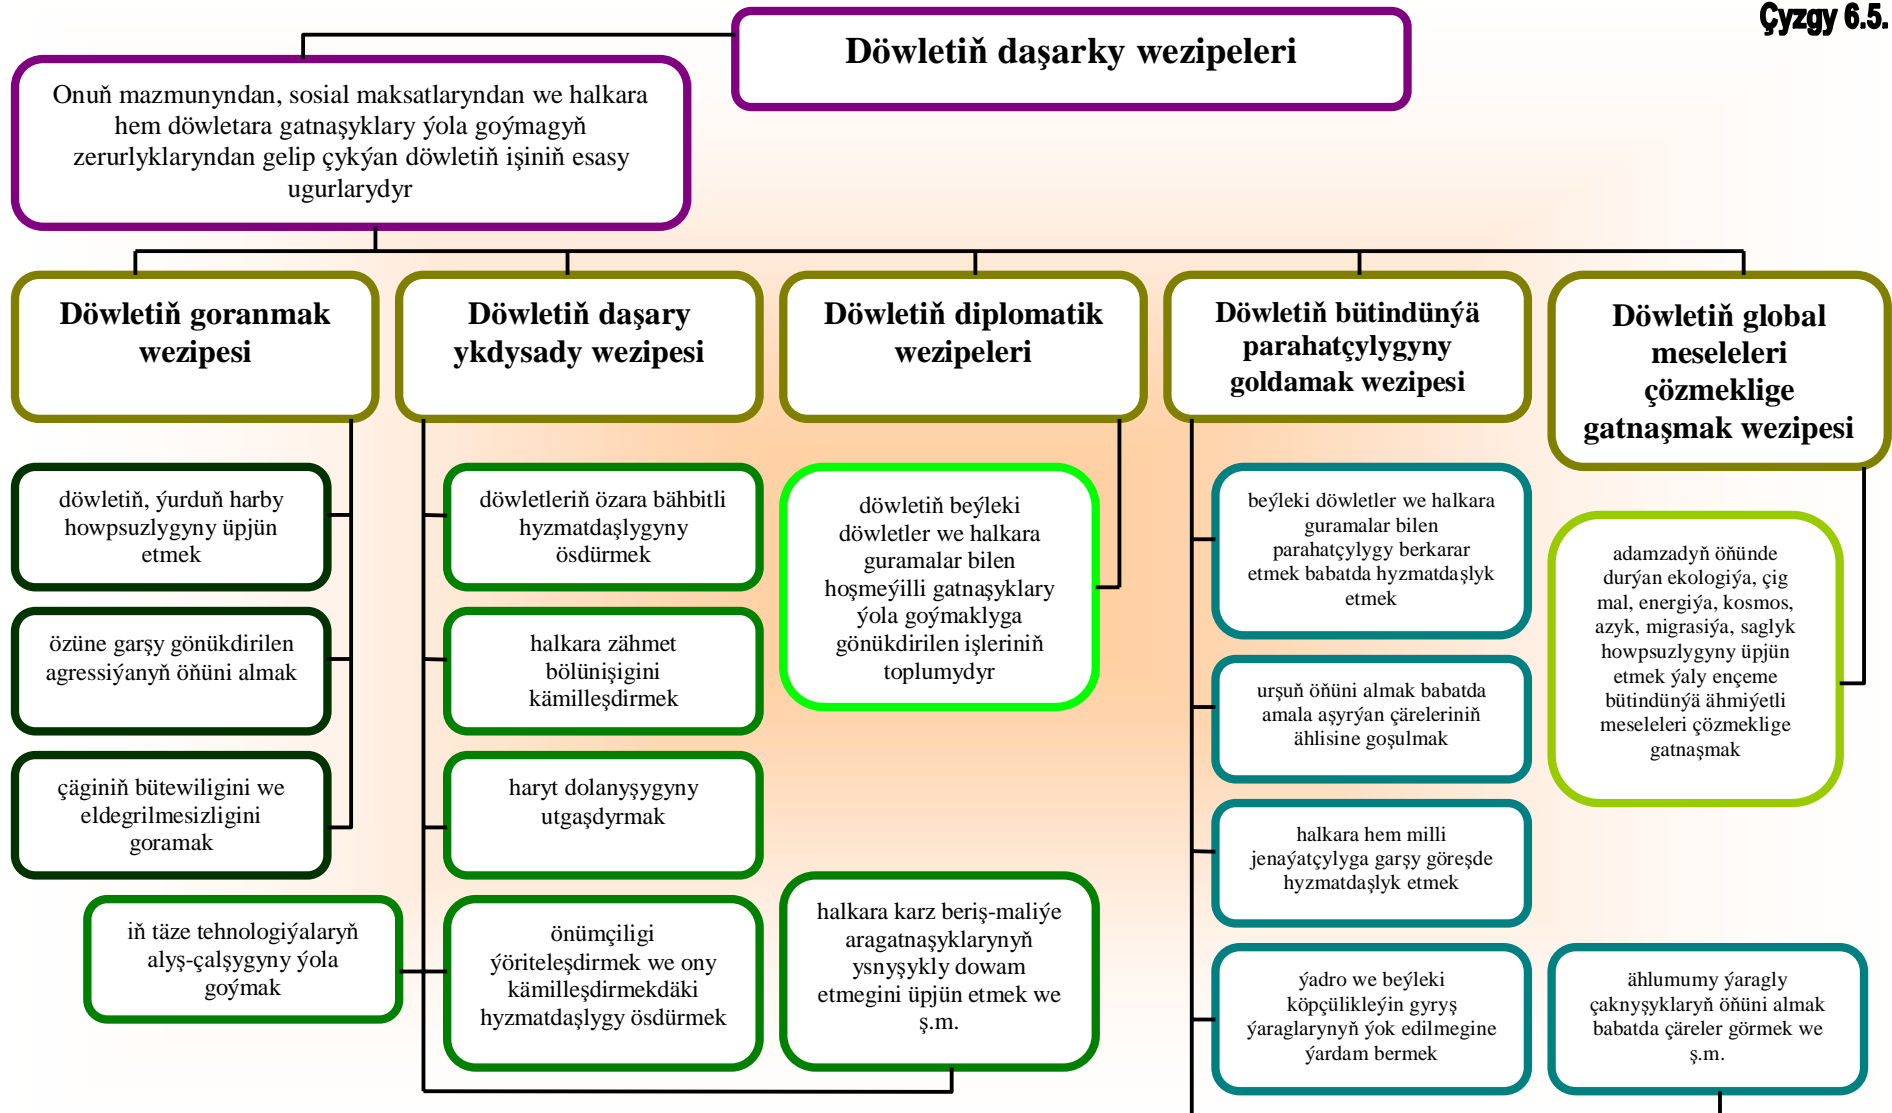 Çyzgy 6.5.
Döwletiň daşarky wezipeleri
Onuň mazmunyndan, sosial maksatlaryndan we halkara
hem döwletara gatnaşyklary ýola goýmagyň
zerurlyklaryndan gelip çykýan döwletiň işiniň esasy
ugurlarydyr
Döwletiň goranmak
wezipesi
döwletiň, ýurduň harby
howpsuzlygyny üpjün
etmek
özüne garşy gönükdirilen
agressiýanyň öňüni almak
çäginiň bütewiligini we
eldegrilmesizligini
goramak
Döwletiň daşary
ykdysady wezipesi
döwletleriň özara bähbitli
hyzmatdaşlygyny
ösdürmek
halkara zähmet
bölünişigini
kämilleşdirmek
haryt dolanyşygyny
utgaşdyrmak
iň täze tehnologiýalaryň
alyş-çalşygyny ýola
goýmak
önümçiligi
ýöriteleşdirmek we ony
kämilleşdirmekdäki
hyzmatdaşlygy ösdürmek
halkara karz beriş-maliýe
aragatnaşyklarynyň
ysnyşykly dowam
etmegini üpjün etmek we
ş.m.
Döwletiň diplomatik
wezipeleri
döwletiň beýleki
döwletler we halkara
guramalar bilen
hoşmeýilli gatnaşyklary
ýola goýmaklyga
gönükdirilen işleriniň
toplumydyr
Döwletiň bütindünýä
parahatçylygyny
goldamak wezipesi
beýleki döwletler we halkara
guramalar bilen
parahatçylygy berkarar
etmek babatda hyzmatdaşlyk
etmek
urşuň öňüni almak babatda
amala aşyrýan çäreleriniň
ählisine goşulmak
halkara hem milli
jenaýatçylyga garşy göreşde
hyzmatdaşlyk etmek
ýadro we beýleki
köpçülikleýin gyryş
ýaraglarynyň ýok edilmegine
ýardam bermek
ählumumy ýaragly
çaknyşyklaryň öňüni almak
babatda çäreler görmek we
ş.m.
Döwletiň global
meseleleri
çözmeklige
gatnaşmak wezipesi
adamzadyň öňünde
durýan ekologiýa, çig
mal, energiýa, kosmos,
azyk, migrasiýa, saglyk
howpsuzlygyny üpjün
etmek ýaly ençeme
bütindünýä ähmiýetli
meseleleri çözmeklige
gatnaşmak